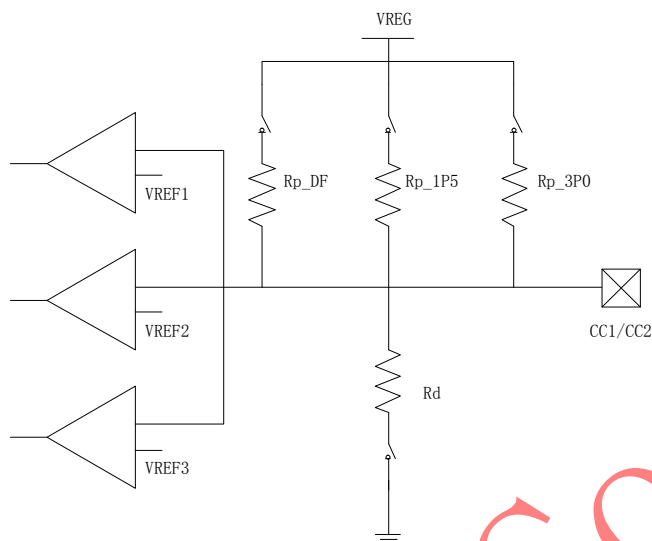 VREG
Rp_DF
Rp_1P5
Rp_3P0
VREF1
VREF2
CC1/CC2
Rd
VREF3